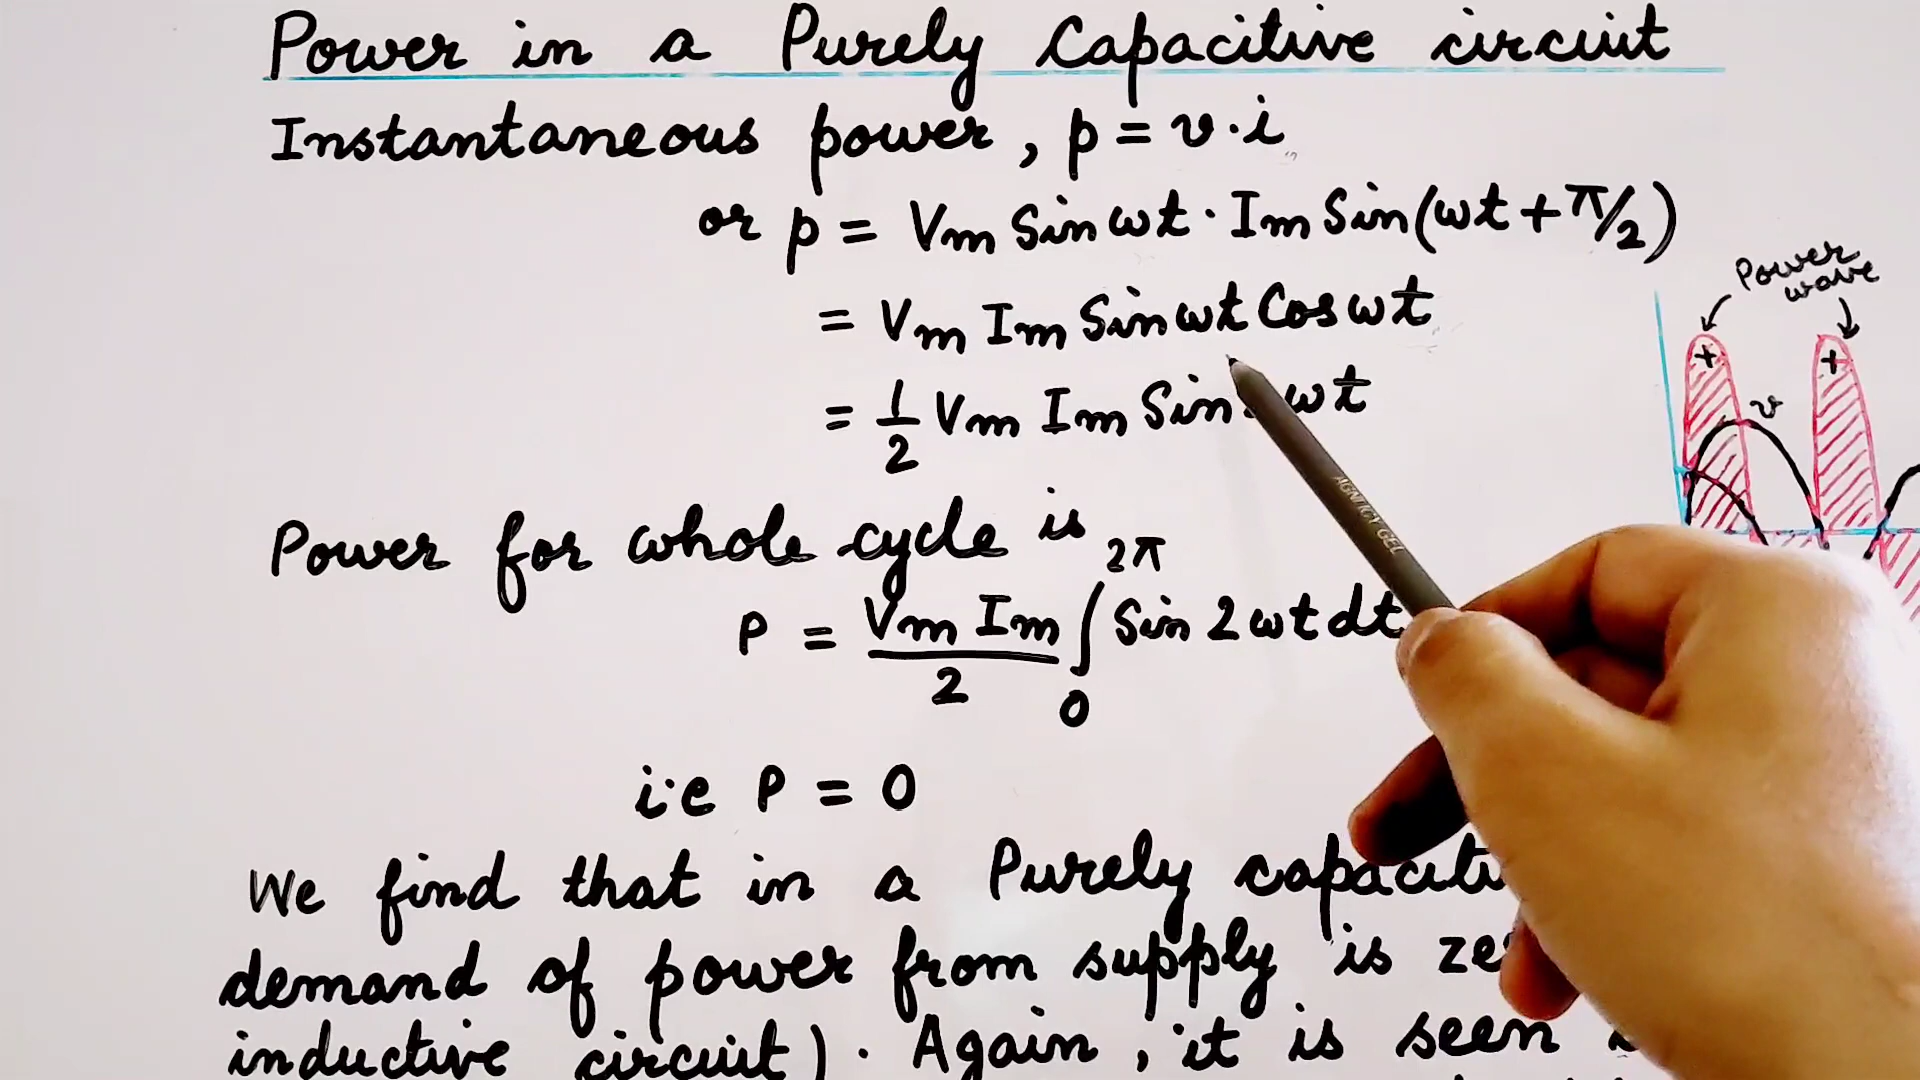 Power in a Purely Capacitive circuit
Instantaneous power, p = v·i
or p = Vm Sin ωt · Im Sin(ωt + π/2)
= Vm Im Sin ωt Cos ωt
= 1/2 Vm Im Sin ωt
Power for whole cycle is
P = Vm Im / 2 ∫₀^2π Sin 2ωt dt
i.e P = 0
We find that in a Purely
demand of power from supply is
inductive circuit). Again, it is seen
Power wave
+ +
v
AGNICY GEL